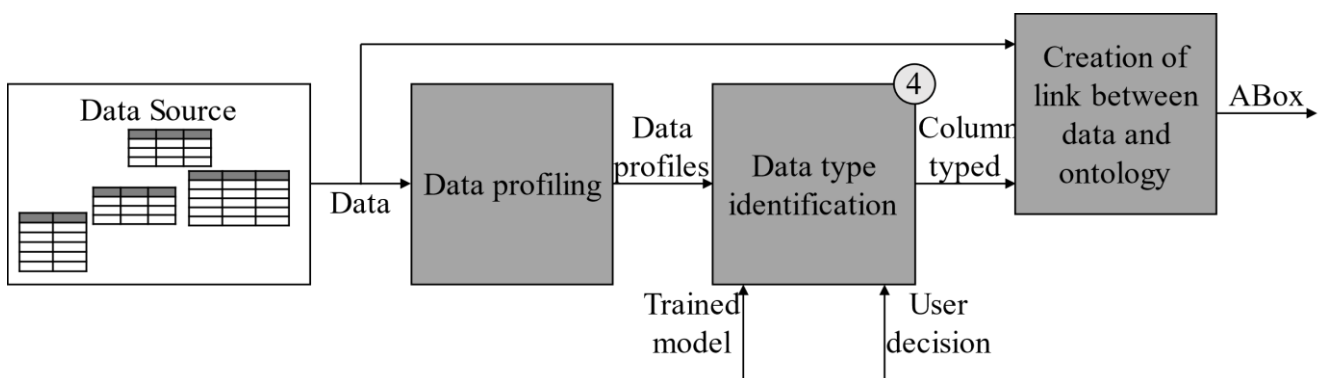 Data Source
Data
Data profiling
Data
profiles
4
Data type
identification
Column
typed
Creation of
link between
data and
ontology
ABox
Trained
model
User
decision